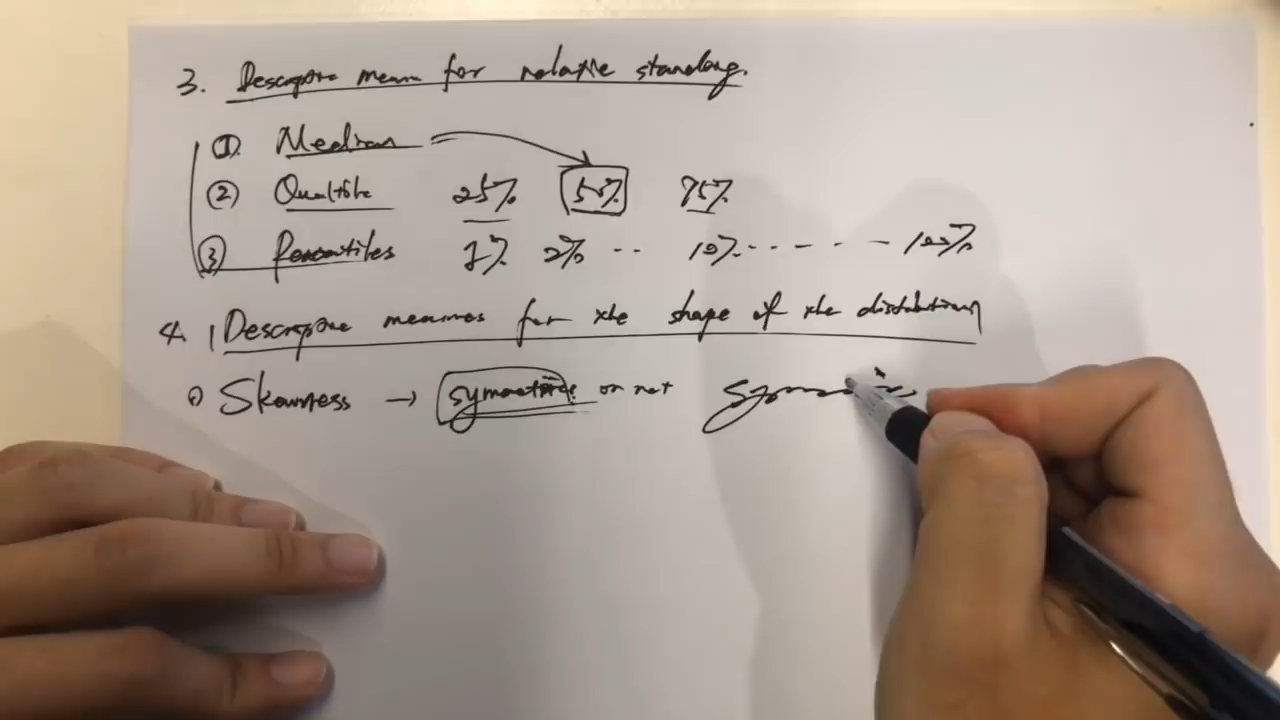 3. Descriptive measure for relative standing.
① Median
② Quartile 25% 50% 75%
③ Percentiles 1% 2% -- 10% ------ 100%
4. Descriptive measures for the shape of the distribution
① Skewness → symmetric or not